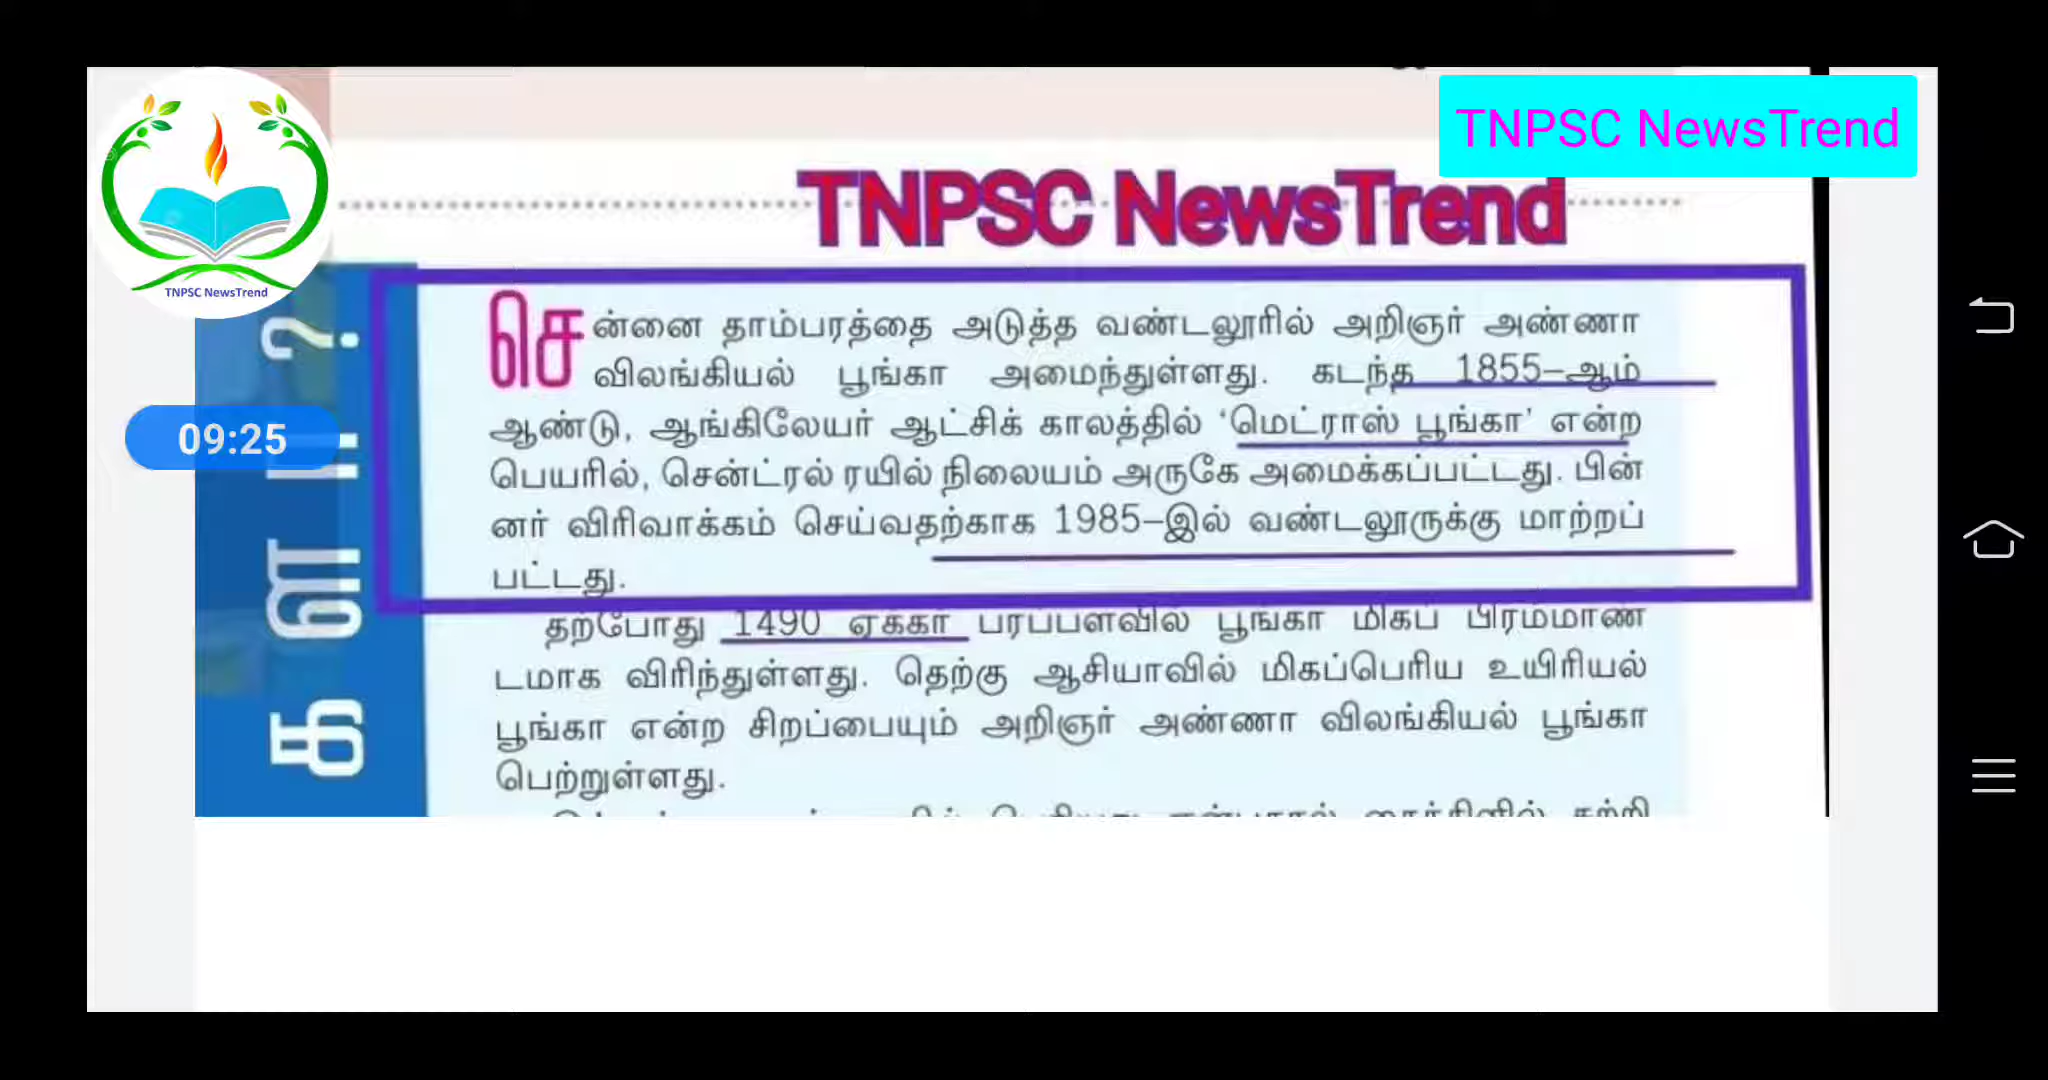 TNPSC NewsTrend
TNPSC NewsTrend
TNPSC NewsTrend
09:25
சென்னை தாம்பரத்தை அடுத்த வண்டலூரில் அறிஞர் அண்ணா
விலங்கியல் பூங்கா அமைந்துள்ளது. கடந்த 1855–ஆம்
ஆண்டு, ஆங்கிலேயர் ஆட்சிக் காலத்தில் ‘மெட்ராஸ் பூங்கா’ என்ற
பெயரில், சென்ட்ரல் ரயில் நிலையம் அருகே அமைக்கப்பட்டது. பின்
னர் விரிவாக்கம் செய்வதற்காக 1985–இல் வண்டலூருக்கு மாற்றப்
பட்டது.
தற்போது 1490 ஏக்கர் பரப்பளவில் பூங்கா மிகப் பிரம்மாண்
டமாக விரிந்துள்ளது. தெற்கு ஆசியாவில் மிகப்பெரிய உயிரியல்
பூங்கா என்ற சிறப்பையும் அறிஞர் அண்ணா விலங்கியல் பூங்கா
பெற்றுள்ளது.